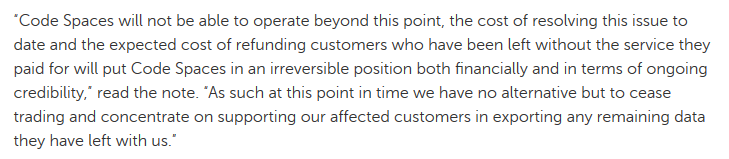 "Code Spaces will not be able to operate beyond this point, the cost of resolving this issue to
date and the expected cost of refunding customers who have been left without the service they
paid for will put Code Spaces in an irreversible position both financially and in terms of ongoing
credibility," read the note. "As such at this point in time we have no alternative but to cease
trading and concentrate on supporting our affected customers in exporting any remaining data
they have left with us."